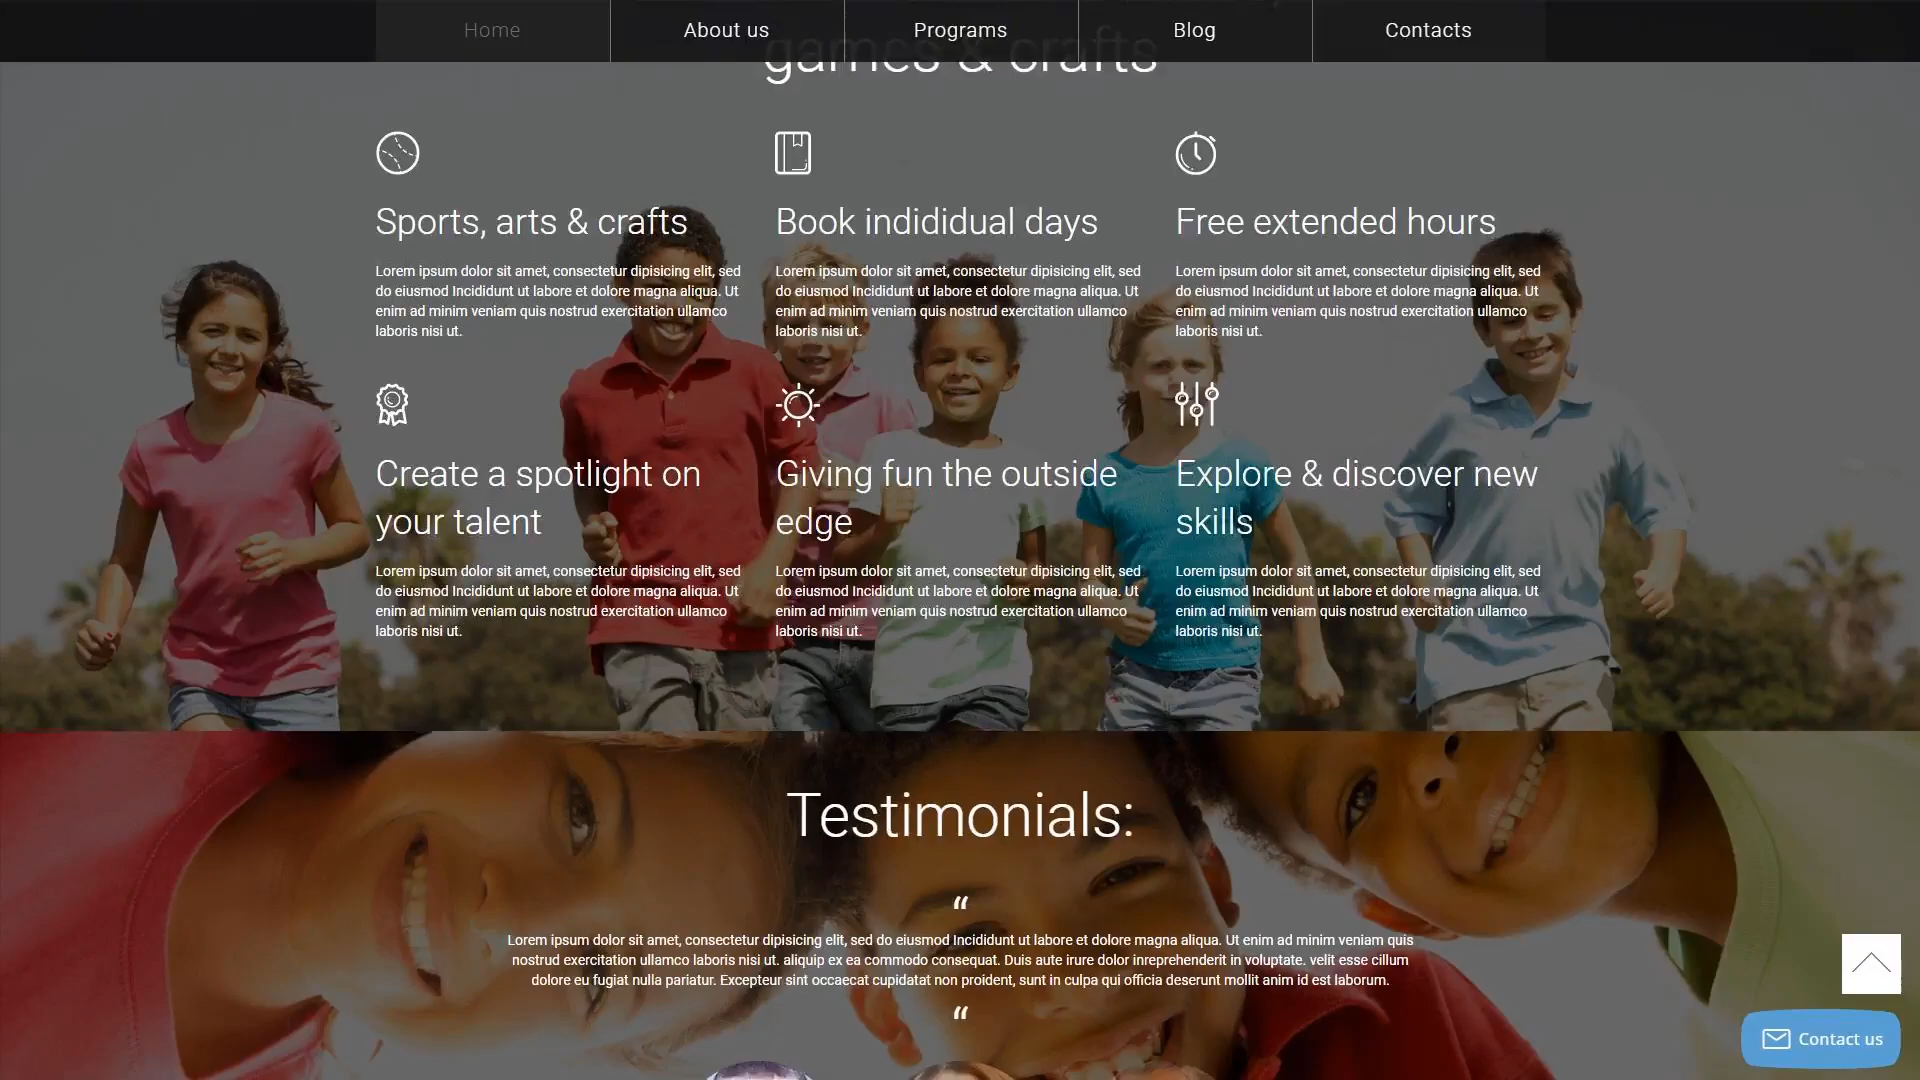 Home
About us
Programs
Blog
Contacts
games & crafts
Sports, arts & crafts
Lorem ipsum dolor sit amet, consectetur dipisicing elit, sed
do eiusmod Incididunt ut labore et dolore magna aliqua. Ut
enim ad minim veniam quis nostrud exercitation ullamco
laboris nisi ut.
Book indididual days
Lorem ipsum dolor sit amet, consectetur dipisicing elit, sed
do eiusmod Incididunt ut labore et dolore magna aliqua. Ut
enim ad minim veniam quis nostrud exercitation ullamco
laboris nisi ut.
Free extended hours
Lorem ipsum dolor sit amet, consectetur dipisicing elit, sed
do eiusmod Incididunt ut labore et dolore magna aliqua. Ut
enim ad minim veniam quis nostrud exercitation ullamco
laboris nisi ut.
Create a spotlight on
your talent
Lorem ipsum dolor sit amet, consectetur dipisicing elit, sed
do eiusmod Incididunt ut labore et dolore magna aliqua. Ut
enim ad minim veniam quis nostrud exercitation ullamco
laboris nisi ut.
Giving fun the outside
edge
Lorem ipsum dolor sit amet, consectetur dipisicing elit, sed
do eiusmod Incididunt ut labore et dolore magna aliqua. Ut
enim ad minim veniam quis nostrud exercitation ullamco
laboris nisi ut.
Explore & discover new
skills
Lorem ipsum dolor sit amet, consectetur dipisicing elit, sed
do eiusmod Incididunt ut labore et dolore magna aliqua. Ut
enim ad minim veniam quis nostrud exercitation ullamco
laboris nisi ut.
Testimonials:
“
Lorem ipsum dolor sit amet, consectetur dipisicing elit, sed do eiusmod Incididunt ut labore et dolore magna aliqua. Ut enim ad minim veniam quis
nostrud exercitation ullamco laboris nisi ut. aliquip ex ea commodo consequat. Duis aute irure dolor inreprehenderit in voluptate. velit esse cillum
dolore eu fugiat nulla pariatur. Excepteur sint occaecat cupidatat non proident, sunt in culpa qui officia deserunt mollit anim id est laborum.
“
Contact us